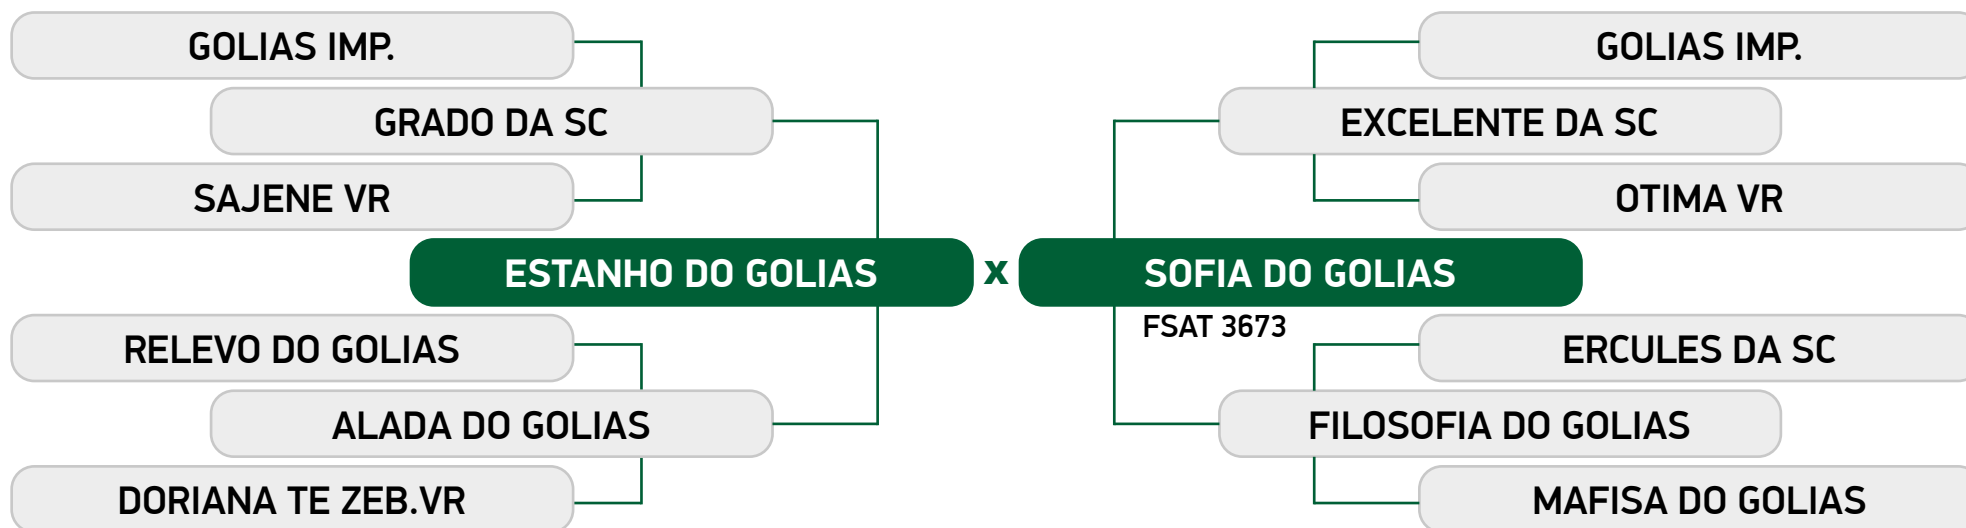 GOLIAS IMP.
GOLIAS IMP.
GRADO DA SC
EXCELENTE DA SC
SAJENE VR
OTIMA VR
ESTANHO DO GOLIAS x SOFIA DO GOLIAS
FSAT 3673
RELEVO DO GOLIAS
ERCULES DA SC
ALADA DO GOLIAS
FILOSOFIA DO GOLIAS
DORIANA TE ZEB.VR
MAFISA DO GOLIAS